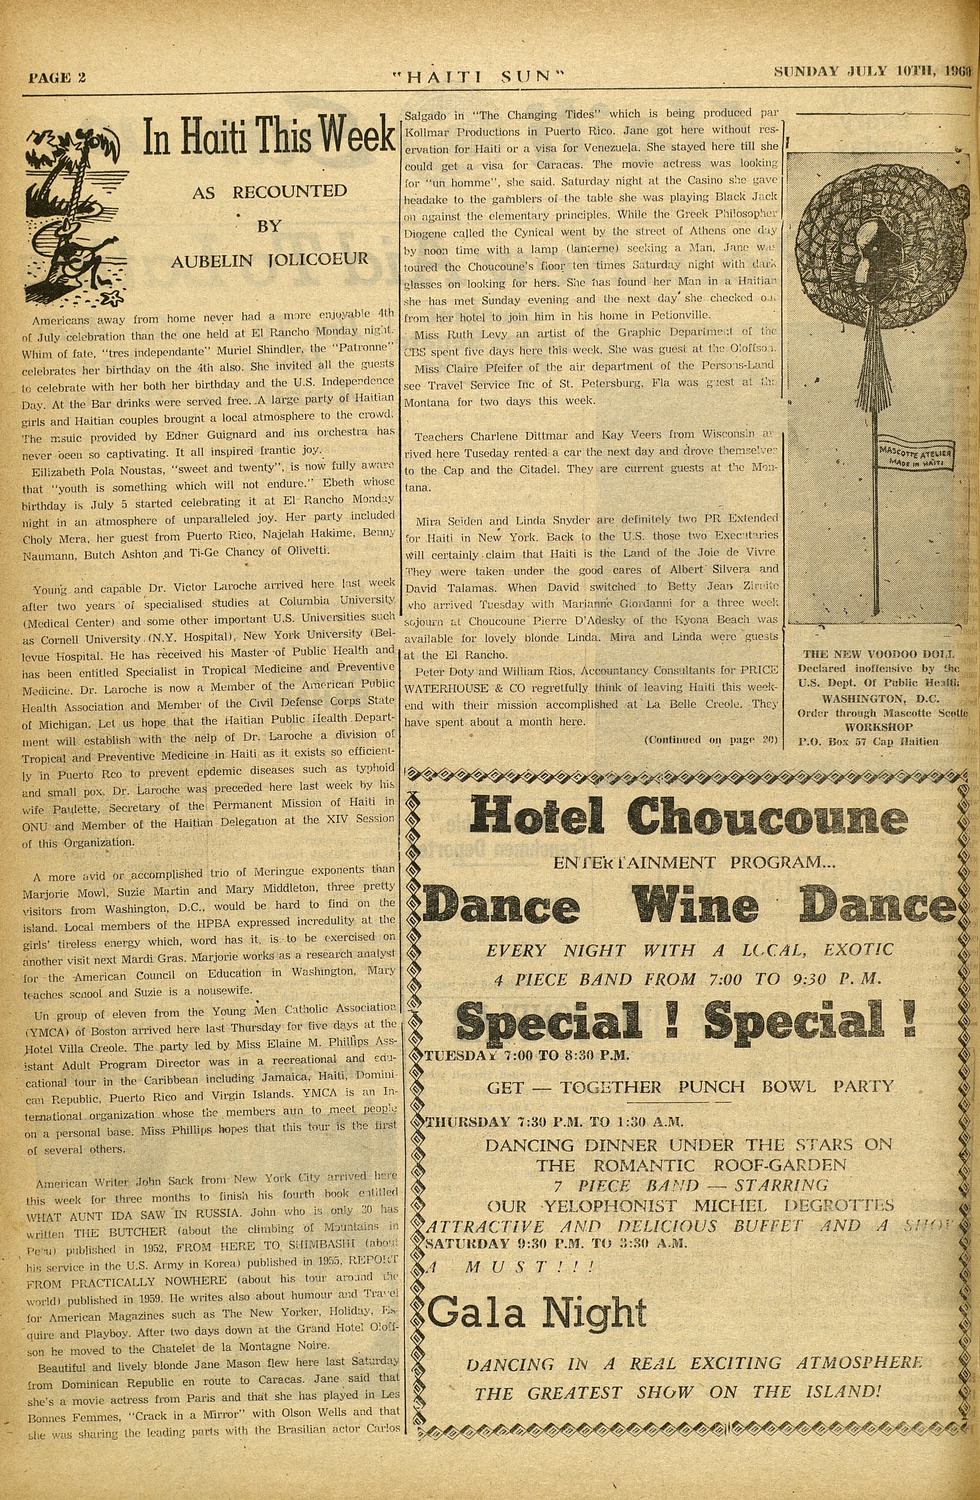 PAGE 2
"HAITI SUN"
SUNDAY JULY 10TH, 1960
In Haiti This Week
AS RECOUNTED
BY
AUBELIN JOLICOEUR
Americans away from home never had a more enjoyable 4th
of July celebration than the one held at El Rancho Monday night.
Whim of fate, "tres independante" Muriel Shindler, the "Patronne"
celebrates her birthday on the 4th also. She invited all the guests
to celebrate with her both her birthday and the U.S. Independence
Day. At the Bar drinks were served free. A large party of Haitian
girls and Haitian couples brought a local atmosphere to the crowd.
The msuic provided by Edner Guignard and his orchestra has
never been so captivating. It all inspired frantic joy.
Eilizabeth Pola Noustas, "sweet and twenty", is now fully aware
that "youth is something which will not endure." Ebeth whose
birthday is July 5 started celebrating it at El Rancho Monday
night in an atmosphere of unparalleled joy. Her party included
Choly Mera, her guest from Puerto Rico, Najelah Hakime, Benny
Naumann, Butch Ashton and Ti-Ge Chancy of Olivetti.
Young and capable Dr. Victor Laroche arrived here last week
after two years of specialised studies at Columbia University
(Medical Center) and some other important U.S. Universities such
as Cornell University (N.Y. Hospital), New York University (Bel-
levue Hospital. He has received his Master of Public Health and
has been entitled Specialist in Tropical Medicine and Preventive
Medicine. Dr. Laroche is now a Member of the American Public
Health Association and Member of the Civil Defense Corps State
of Michigan. Let us hope that the Haitian Public Health Depart-
ment will establish with the help of Dr. Laroche a division of
Tropical and Preventive Medicine in Haiti as it exists so efficient-
ly in Puerto Rco to prevent epdemic diseases such as typhoid
and small pox. Dr. Laroche was preceded here last week by his
wife Paulette, Secretary of the Permanent Mission of Haiti in
ONU and Member of the Haitian Delegation at the XIV Session
of this Organization.
A more avid or accomplished trio of Meringue exponents than
Marjorie Mowl, Suzie Martin and Mary Middleton, three pretty
visitors from Washington, D.C., would be hard to find on the
island. Local members of the HPBA expressed incredulity at the
girls' tireless energy which, word has it, is to be exercised on
another visit next Mardi Gras. Marjorie works as a research analyst
for the American Council on Education in Washington, Mary
teaches school and Suzie is a housewife.
Un group of eleven from the Young Men Catholic Association
(YMCA) of Boston arrived here last Thursday for five days at the
Hotel Villa Creole. The party led by Miss Elaine M. Phillips Ass-
istant Adult Program Director was in a recreational and edu-
cational tour in the Caribbean including Jamaica, Haiti, Domini-
can Republic, Puerto Rico and Virgin Islands. YMCA is an In-
ternational organization whose the members aim to meet people
on a personal base. Miss Phillips hopes that this tour is the first
of several others.
American Writer John Sack from New York City arrived here
this week for three months to finish his fourth book entitled
WHAT AUNT IDA SAW IN RUSSIA. John who is only 30 has
written THE BUTCHER (about the climbing of Mountains in
Peru) published in 1952, FROM HERE TO SHIMBASHI (about
his service in the U.S. Army in Korea) published in 1955, REPORT
FROM PRACTICALLY NOWHERE (about his tour around the
world) published in 1959. He writes also about humour and Travel
for American Magazines such as The New Yorker, Holiday, Es-
quire and Playboy. After two days down at the Grand Hotel Oloff-
son he moved to the Chatelet de la Montagne Noire.
Beautiful and lively blonde Jane Mason flew here last Saturday
from Dominican Republic en route to Caracas. Jane said that
she's a movie actress from Paris and that she has played in Les
Bonnes Femmes, "Crack in a Mirror" with Olson Wells and that
she was sharing the leading parts with the Brasilian actor Carlos
Salgado in "The Changing Tides" which is being produced par
Kollmar Productions in Puerto Rico. Jane got here without res-
ervation for Haiti or a visa for Venezuela. She stayed here till she
could get a visa for Caracas. The movie actress was looking
for "un homme", she said. Saturday night at the Casino she gave
headake to the gamblers of the table she was playing Black Jack
on against the elementary principles. While the Greek Philosopher
Diogene called the Cynical went by the street of Athens one day
by noon time with a lamp (lanterne) seeking a Man, Jane was
toured the Choucoune's floor ten times Saturday night with dark
glasses on looking for hers. She has found her Man in a Haitian
she has met Sunday evening and the next day she checked out
from her hotel to join him in his home in Petionville.
Miss Ruth Levy an artist of the Graphic Department of the
CBS spent five days here this week. She was guest at the Oloffson.
Miss Claire Pfeifer of the air department of the Persons-Land
see Travel Service Inc of St. Petersburg, Fla was guest at the
Montana for two days this week.
Teachers Charlene Dittmar and Kay Veers from Wisconsin ar
rived here Tuseday rented a car the next day and drove themselves
to the Cap and the Citadel. They are current guests at the Mon-
tana.
Mira Seiden and Linda Snyder are definitely two PR Extended
for Haiti in New York. Back to the U.S. those two Executaries
will certainly claim that Haiti is the Land of the Joie de Vivre
They were taken under the good cares of Albert Silvera and
David Talamas. When David switched to Betty Jean
who arrived Tuesday with Marianne Giordanni for a three week
sojourn at Choucoune Pierre D'Adesky of the Kyona Beach was
available for lovely blonde Linda. Mira and Linda were guests
at the El Rancho.
Peter Doty and William Rios, Accountancy Consultants for PRICE
WATERHOUSE & CO regretfully think of leaving Haiti this week-
end with their mission accomplished at La Belle Creole. They
have spent about a month here.
(Continued on page 20)
MASCOTTE ATELIER
MADE IN HAITI
THE NEW VOODOO DOLL
Declared inoffensive by the
U.S. Dept. Of Public Health
WASHINGTON, D.C.
Order through Mascotte Scotte
WORKSHOP
P.O. Box 57 Cap Haitien
Hotel Choucoune
ENTERTAINMENT PROGRAM...
Dance Wine Dance
EVERY NIGHT WITH A LOCAL, EXOTIC
4 PIECE BAND FROM 7:00 TO 9:30 P. M.
Special ! Special !
TUESDAY 7:00 TO 8:30 P.M.
GET — TOGETHER PUNCH BOWL PARTY
THURSDAY 7:30 P.M. TO 1:30 A.M.
DANCING DINNER UNDER THE STARS ON
THE ROMANTIC ROOF-GARDEN
7 PIECE BAND — STARRING
OUR YELOPHONIST MICHEL DEGROTTES
ATTRACTIVE AND DELICIOUS BUFFET AND A SHOW
SATURDAY 9:30 P.M. TO 3:30 A.M.
A MUST!!!
Gala Night
DANCING IN A REAL EXCITING ATMOSPHERE
THE GREATEST SHOW ON THE ISLAND!